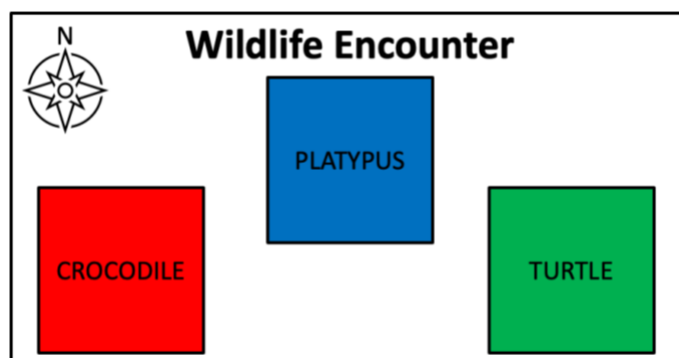 N
Wildlife Encounter
PLATYPUS
CROCODILE
TURTLE